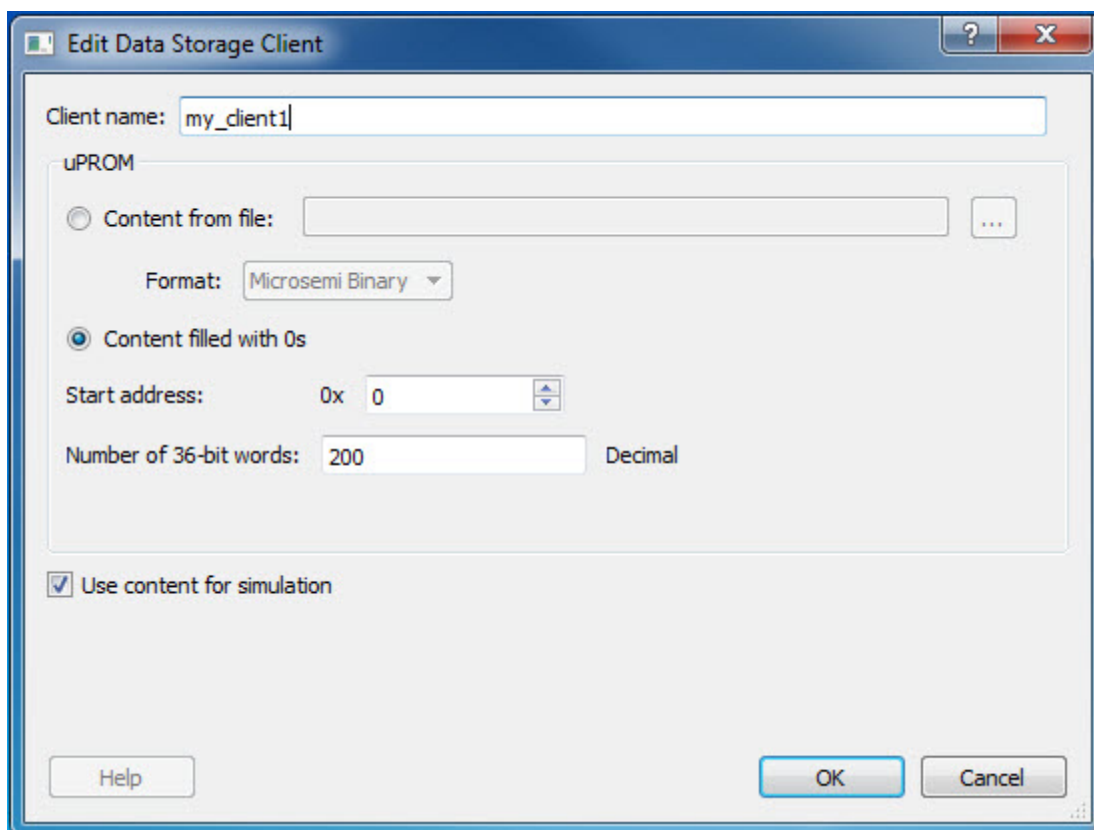 Edit Data Storage Client
Client name: my_client1
uPROM
Content from file: ...
Format: Microsemi Binary
Content filled with 0s
Start address: 0x 0
Number of 36-bit words: 200 Decimal
Use content for simulation
Help OK Cancel